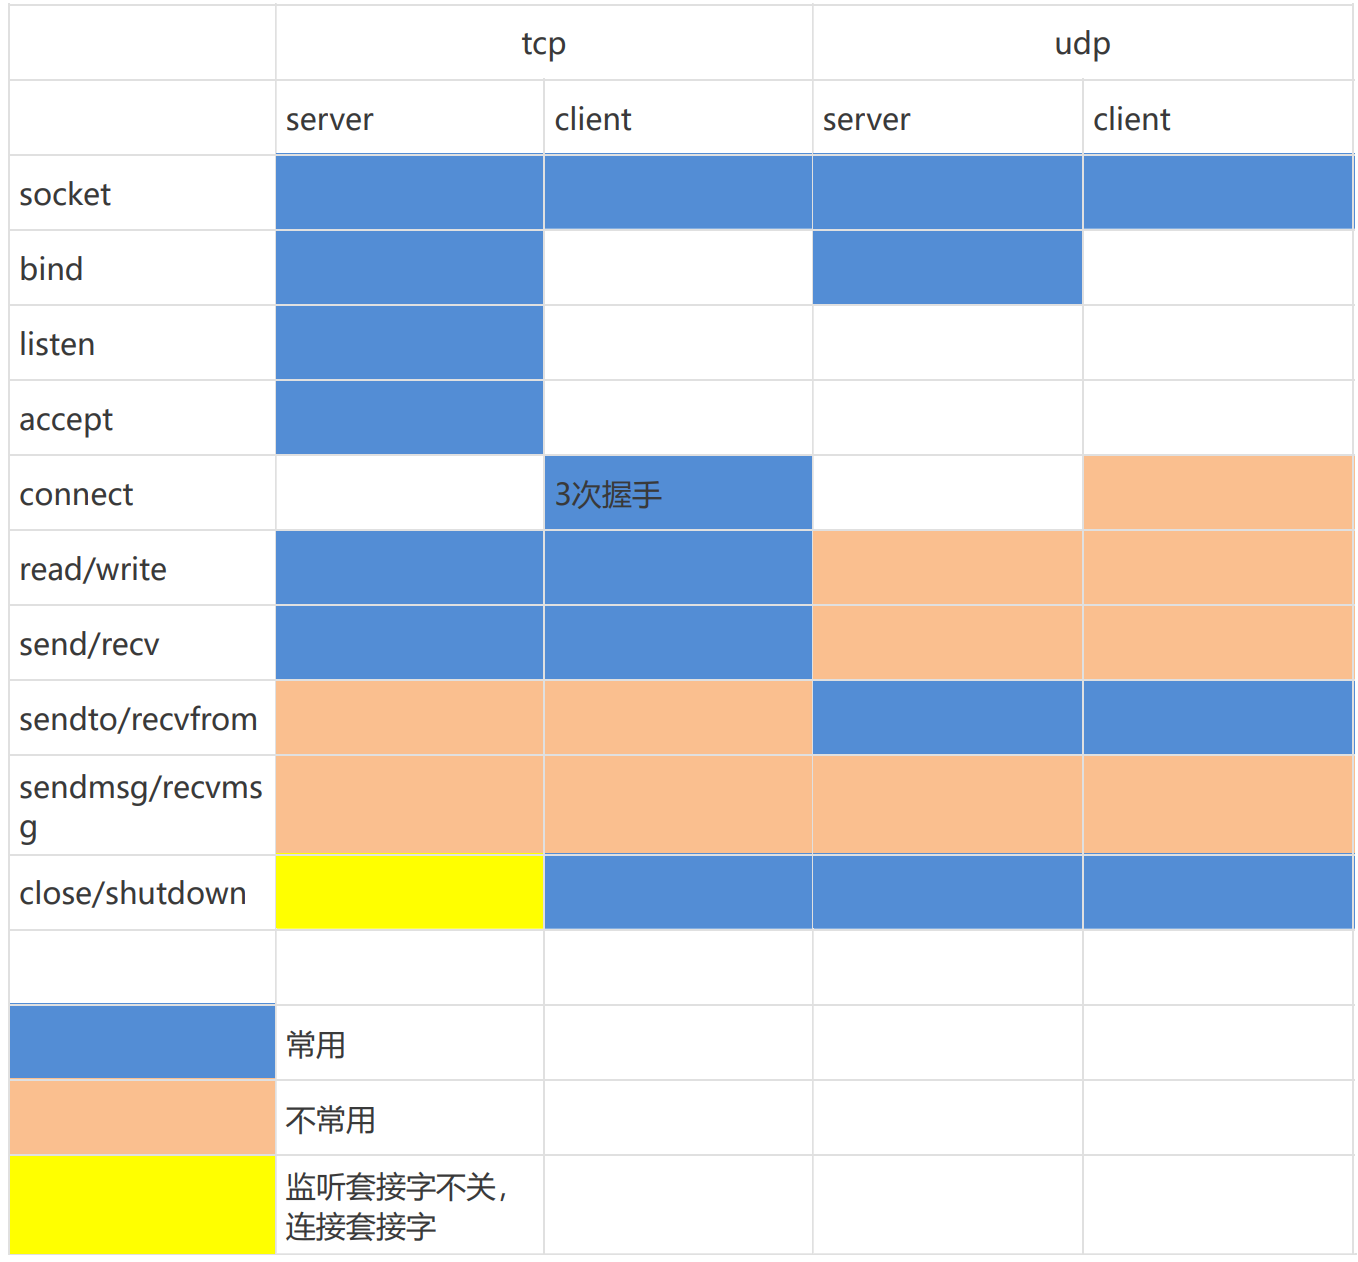 tcp udp
server client server client
socket
bind
listen
accept
connect 3次握手
read/write
send/recv
sendto/recvfrom
sendmsg/recvms
g
close/shutdown
常用
不常用
监听套接字不关,
连接套接字